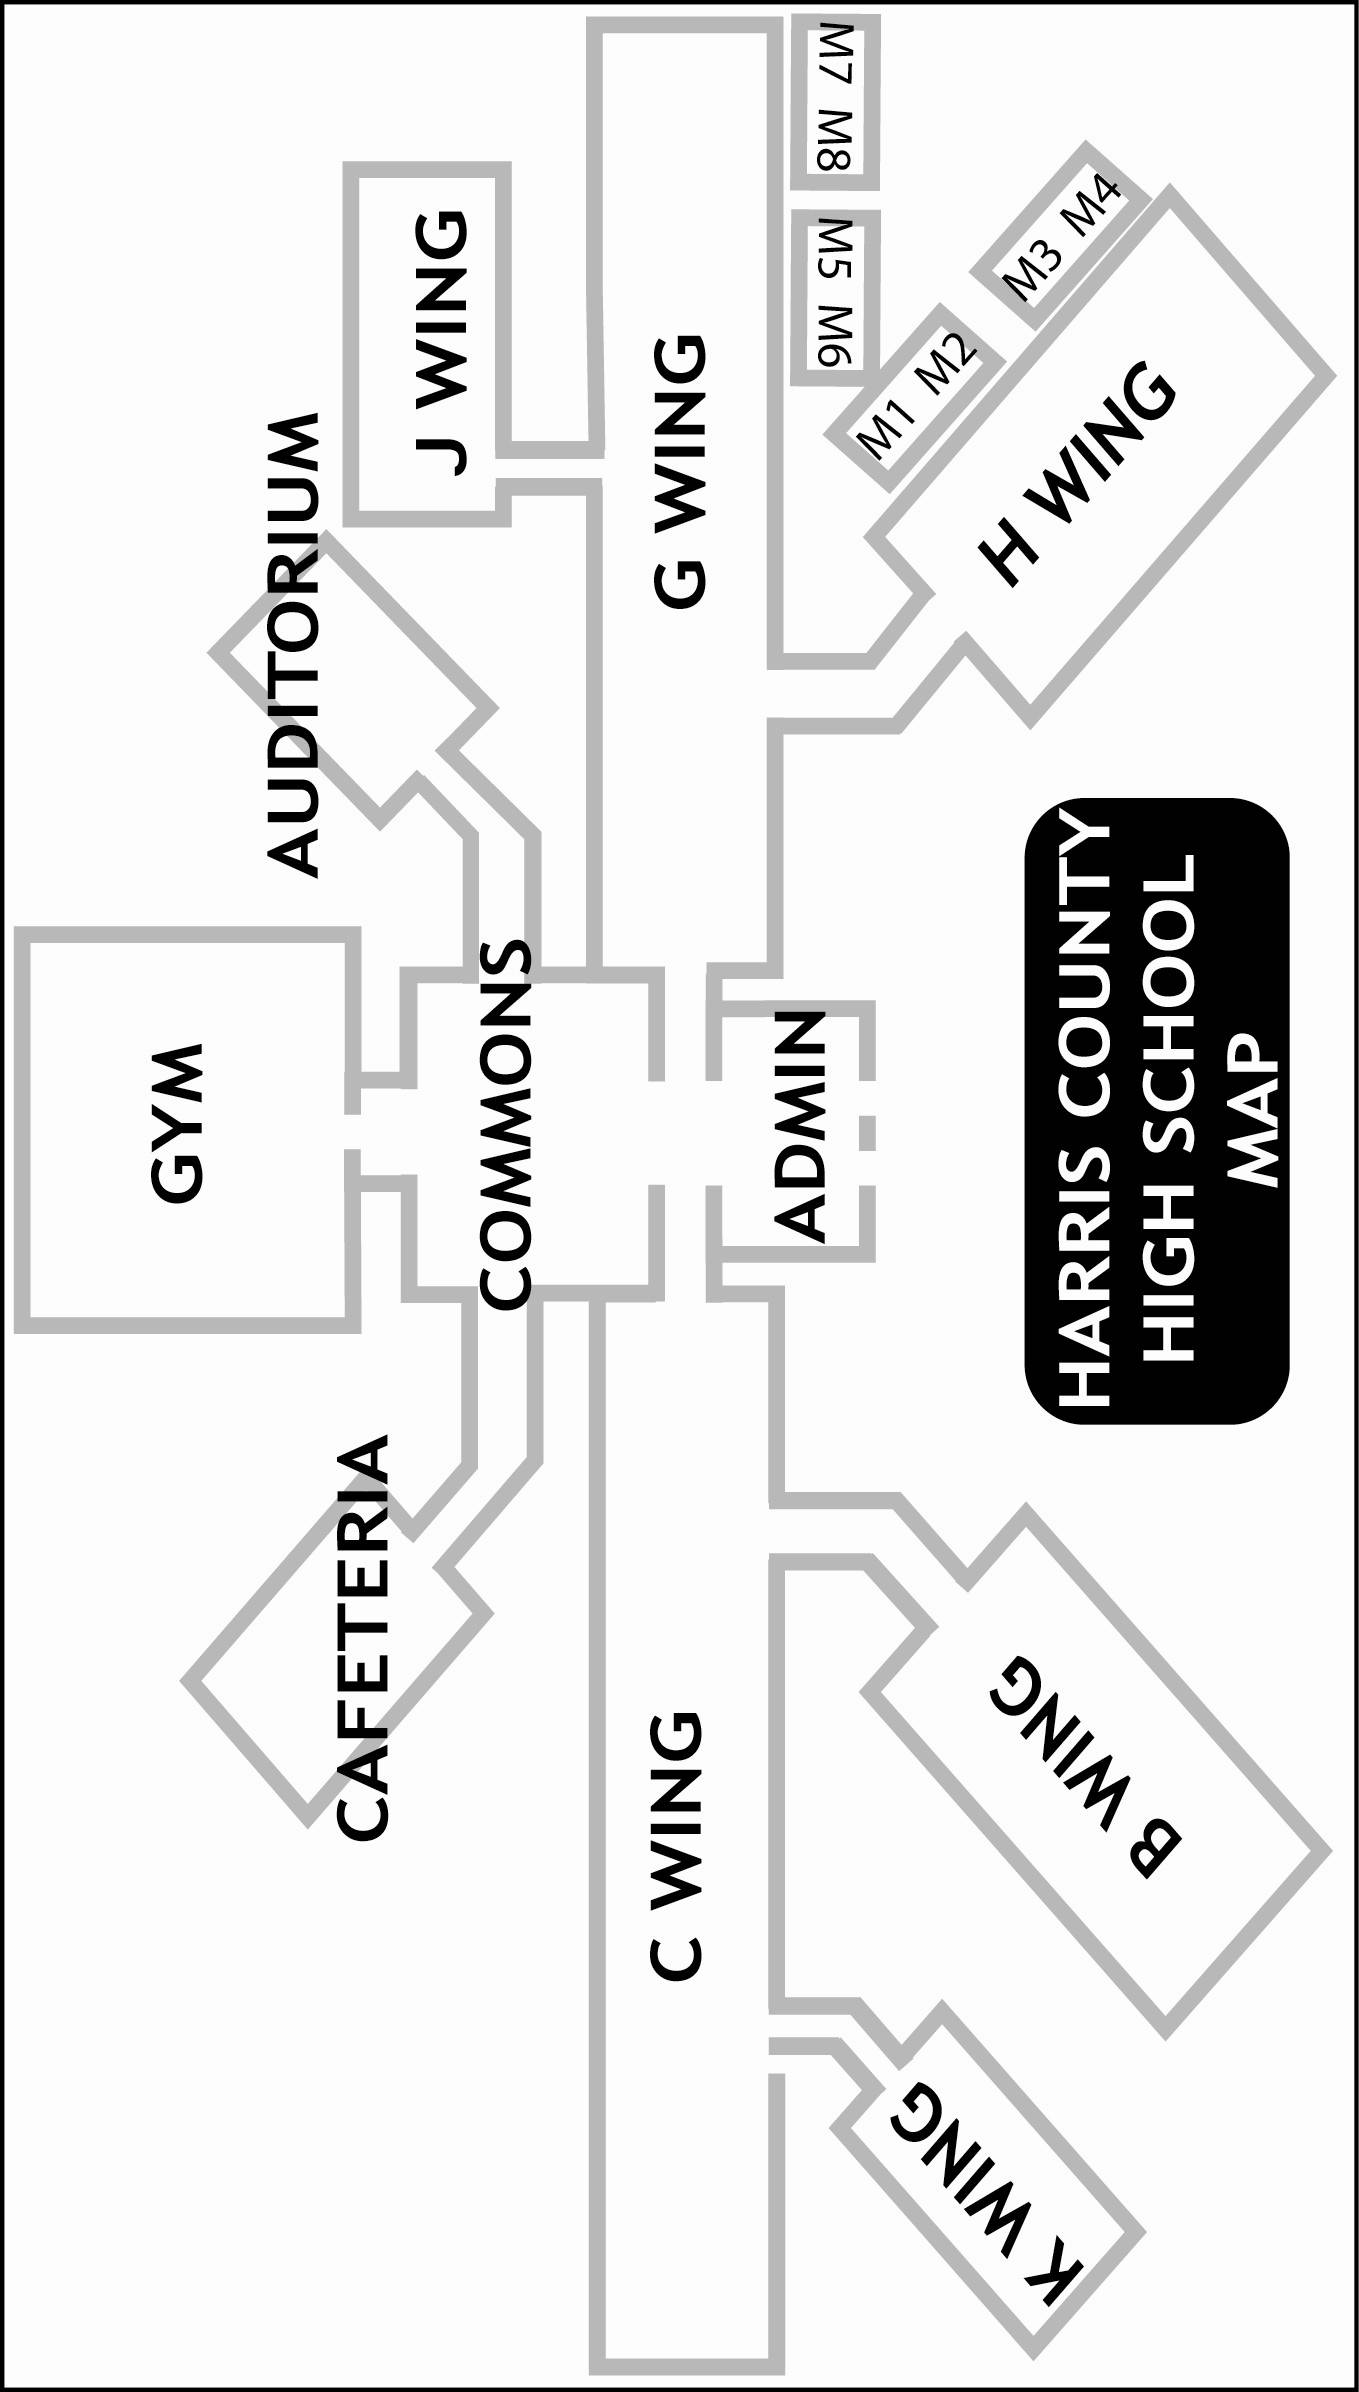 GYM
AUDITORIUM
CAFETERIA
COMMONS
J WING
G WING
C WING
ADMIN
M7 M8
M5 M6
M1 M2
M3 M4
H WING
B WING
K WING
HARRIS COUNTY
HIGH SCHOOL
MAP